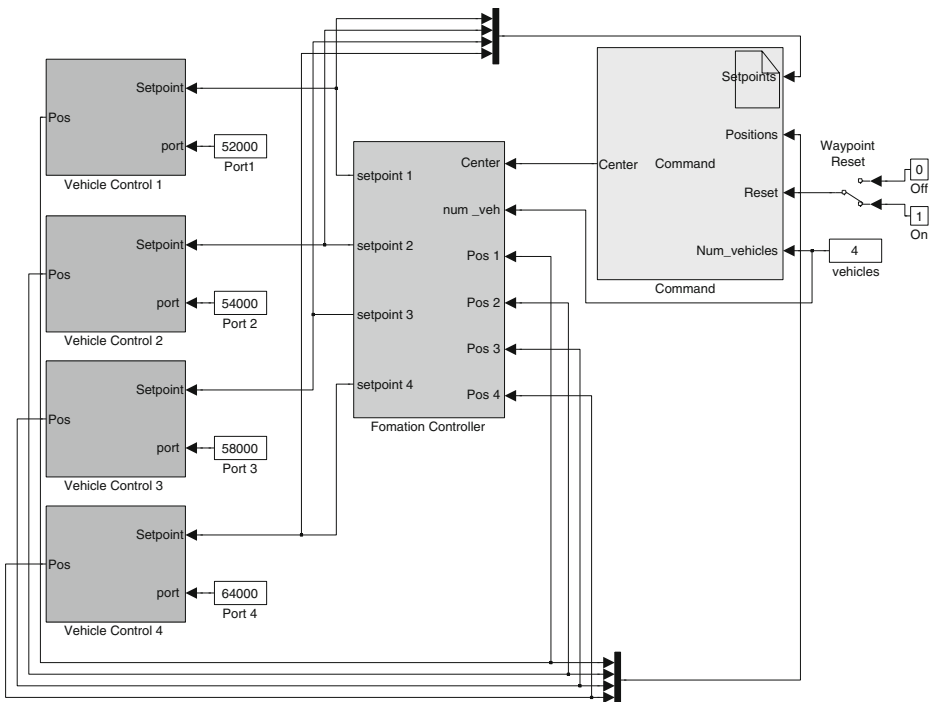 Setpoint
Pos
port
52000
Port1
Vehicle Control 1
Setpoint
Pos
port
54000
Port 2
Vehicle Control 2
Setpoint
Pos
port
58000
Port 3
Vehicle Control 3
Setpoint
Pos
port
64000
Port 4
Vehicle Control 4
setpoint 1
setpoint 2
setpoint 3
setpoint 4
Center
num _veh
Pos 1
Pos 2
Pos 3
Pos 4
Fomation Controller
Setpoints
Positions
Center
Command
Reset
Num_vehicles
Command
Waypoint
Reset
0
Off
1
On
4
vehicles